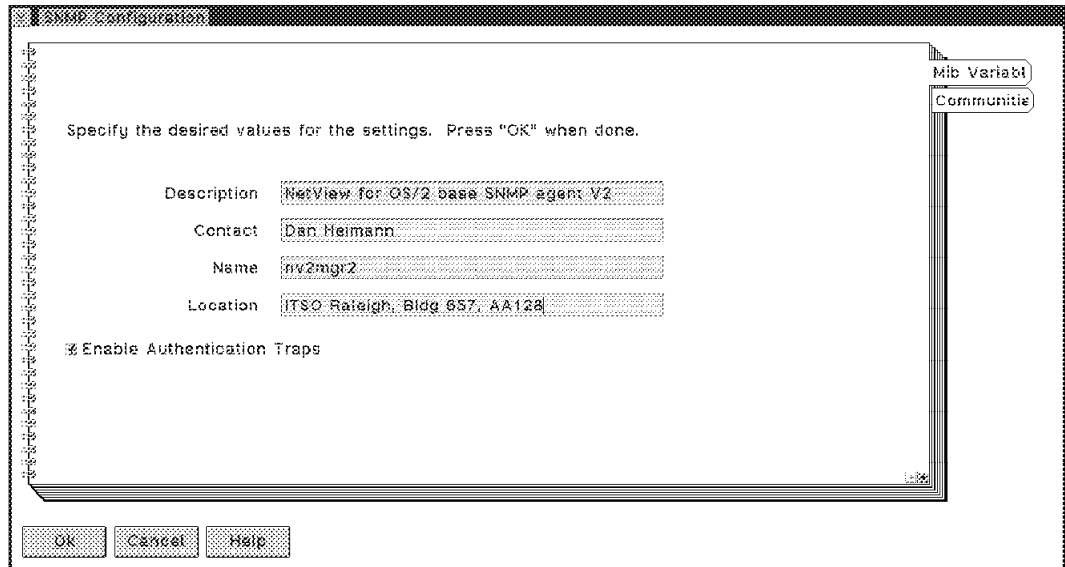 SNMP Configuration
Mib Variabl
Communitie
Specify the desired values for the settings. Press "OK" when done.
Description NetView for OS/2 base SNMP agent V2
Contact Dan Heimann
Name nv2mgr2
Location ITSO Raleigh, Bldg 657, AA128
Enable Authentication Traps
OK Cancel Help